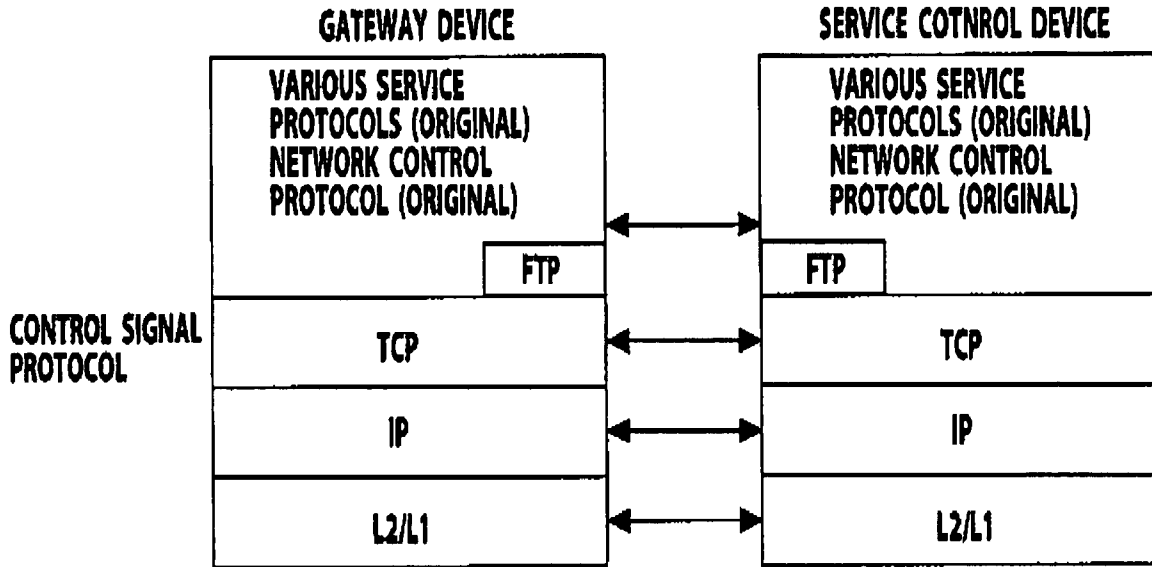 GATEWAY DEVICE
SERVICE COTNROL DEVICE
VARIOUS SERVICE
PROTOCOLS (ORIGINAL)
NETWORK CONTROL
PROTOCOL (ORIGINAL)
VARIOUS SERVICE
PROTOCOLS (ORIGINAL)
NETWORK CONTROL
PROTOCOL (ORIGINAL)
FTP
FTP
CONTROL SIGNAL
PROTOCOL
TCP
TCP
IP
IP
L2/L1
L2/L1